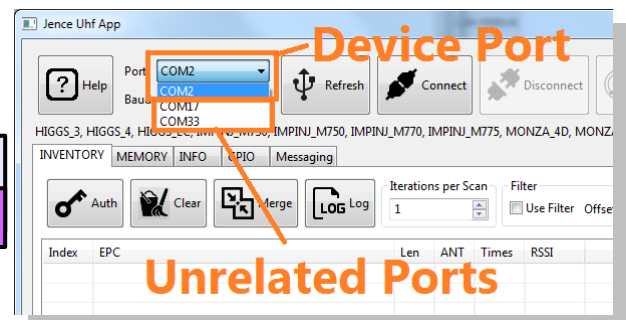 Jence Uhf App
Device Port
Help
Port
COM2
Refresh
Connect
Disconnect
COM2
COM17
COM33
HIGGS_3, HIGGS_4, IMPINJ_M750, IMPINJ_M770, IMPINJ_M775, MONZA_4D,
INVENTORY MEMORY INFO GPIO Messaging
Auth
Clear
Merge
LOG Log
Iterations per Scan
1
Filter
Use Filter
Index EPC Len ANT Times RSSI
Unrelated Ports